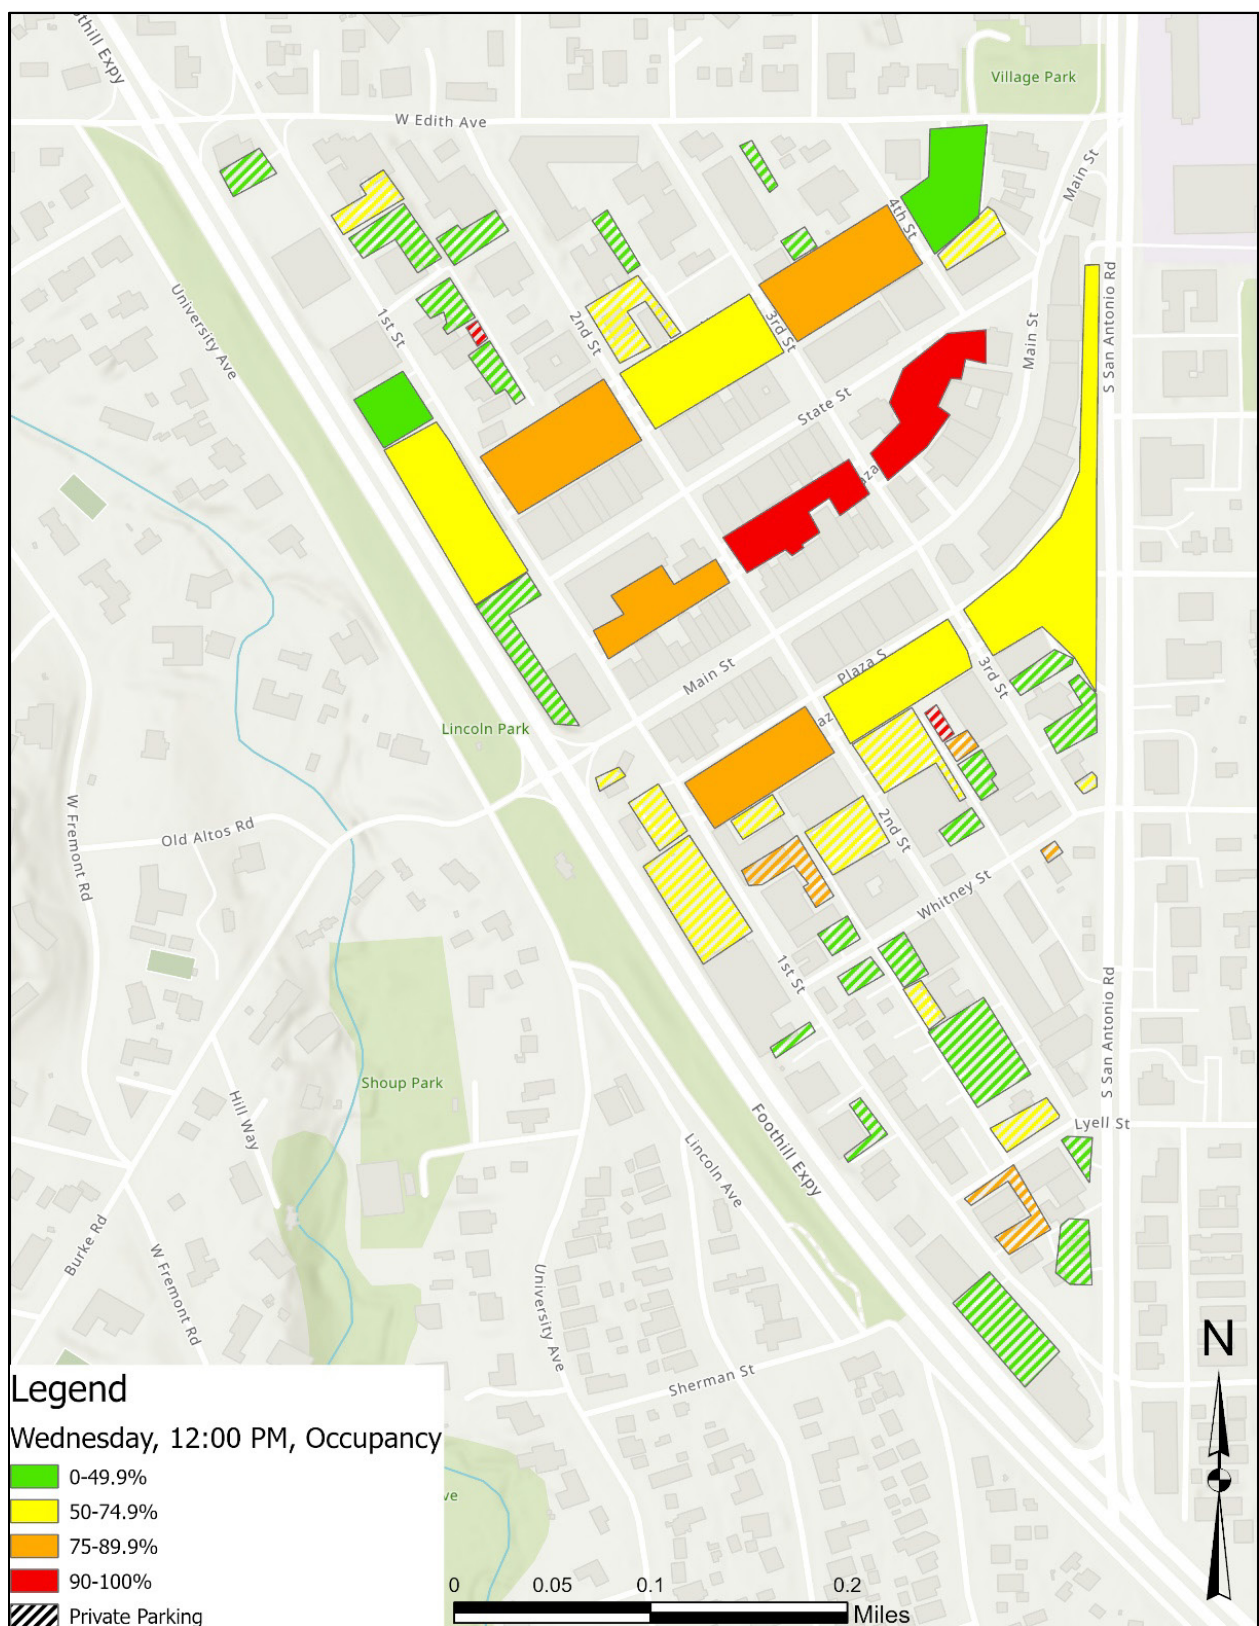 thill Expy
W Edith Ave
Village Park
Main St
4th St
University Ave
1st St
2nd St
3rd St
Main St
S San Antonio Rd
State St
aza
Main St
Plaza S
3rd St
Lincoln Park
az
W Fremont Rd
Old Altos Rd
2nd St
Whitney St
1st St
S San Antonio Rd
Shoup Park
Hill Way
Foothill Expy
Lyell St
Lincoln Ave
Burke Rd
W Fremont Rd
University Ave
Sherman St
N
Legend
Wednesday, 12:00 PM, Occupancy
0-49.9%
50-74.9%
75-89.9%
90-100%
Private Parking
ve
0 0.05 0.1 0.2
Miles